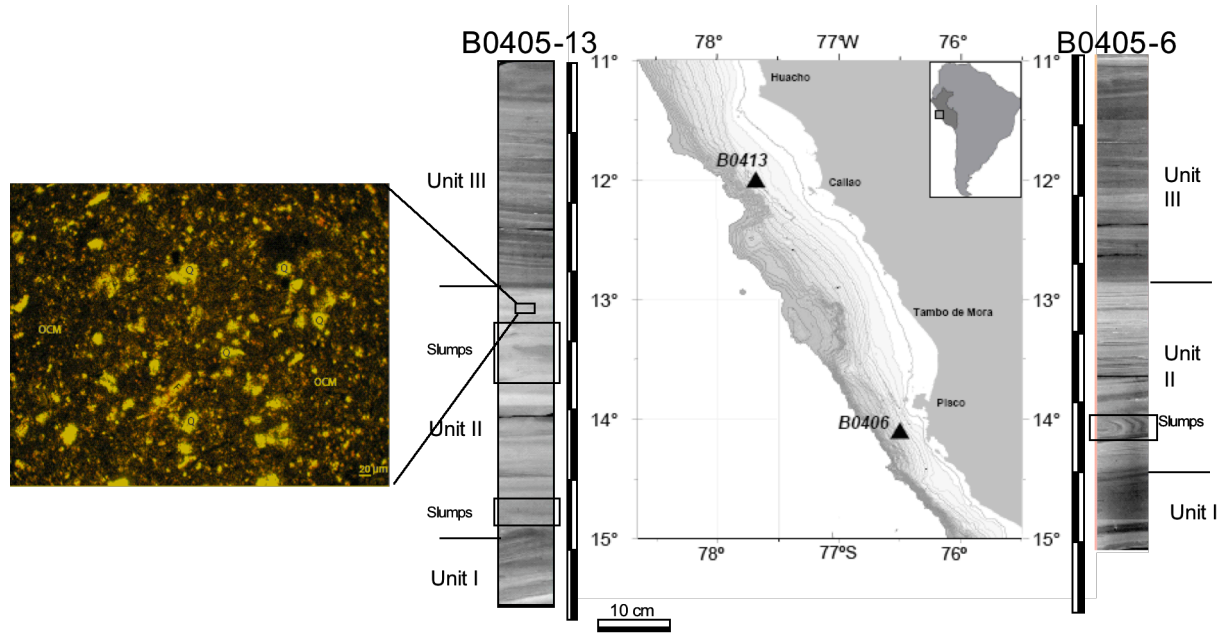 B0405-13
78°
77°W
76°
B0405-6
11°
11°
Huacho
B0413
Unit III
12°
Callao
12°
Unit
III
Q
Q
13°
13°
OCM
Q
Tambo de Mora
Slumps
Q
Unit
II
OCM
Q
Pisco
Unit II
14°
B0406
14°
Slumps
20 µm
Slumps
Unit I
15°
15°
Unit I
78°
77°S
76°
10 cm